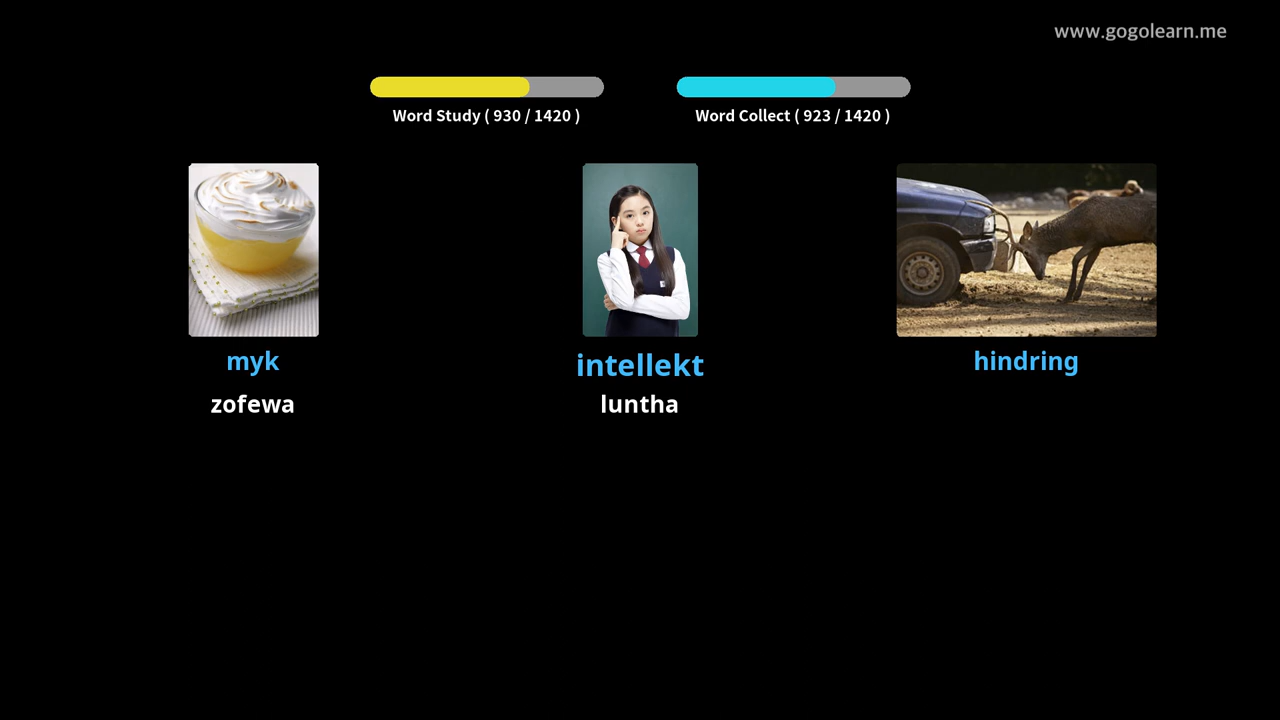 www.gogolearn.me
Word Study ( 930 / 1420 )
Word Collect ( 923 / 1420 )
myk
intellekt
hindring
zofewa
luntha